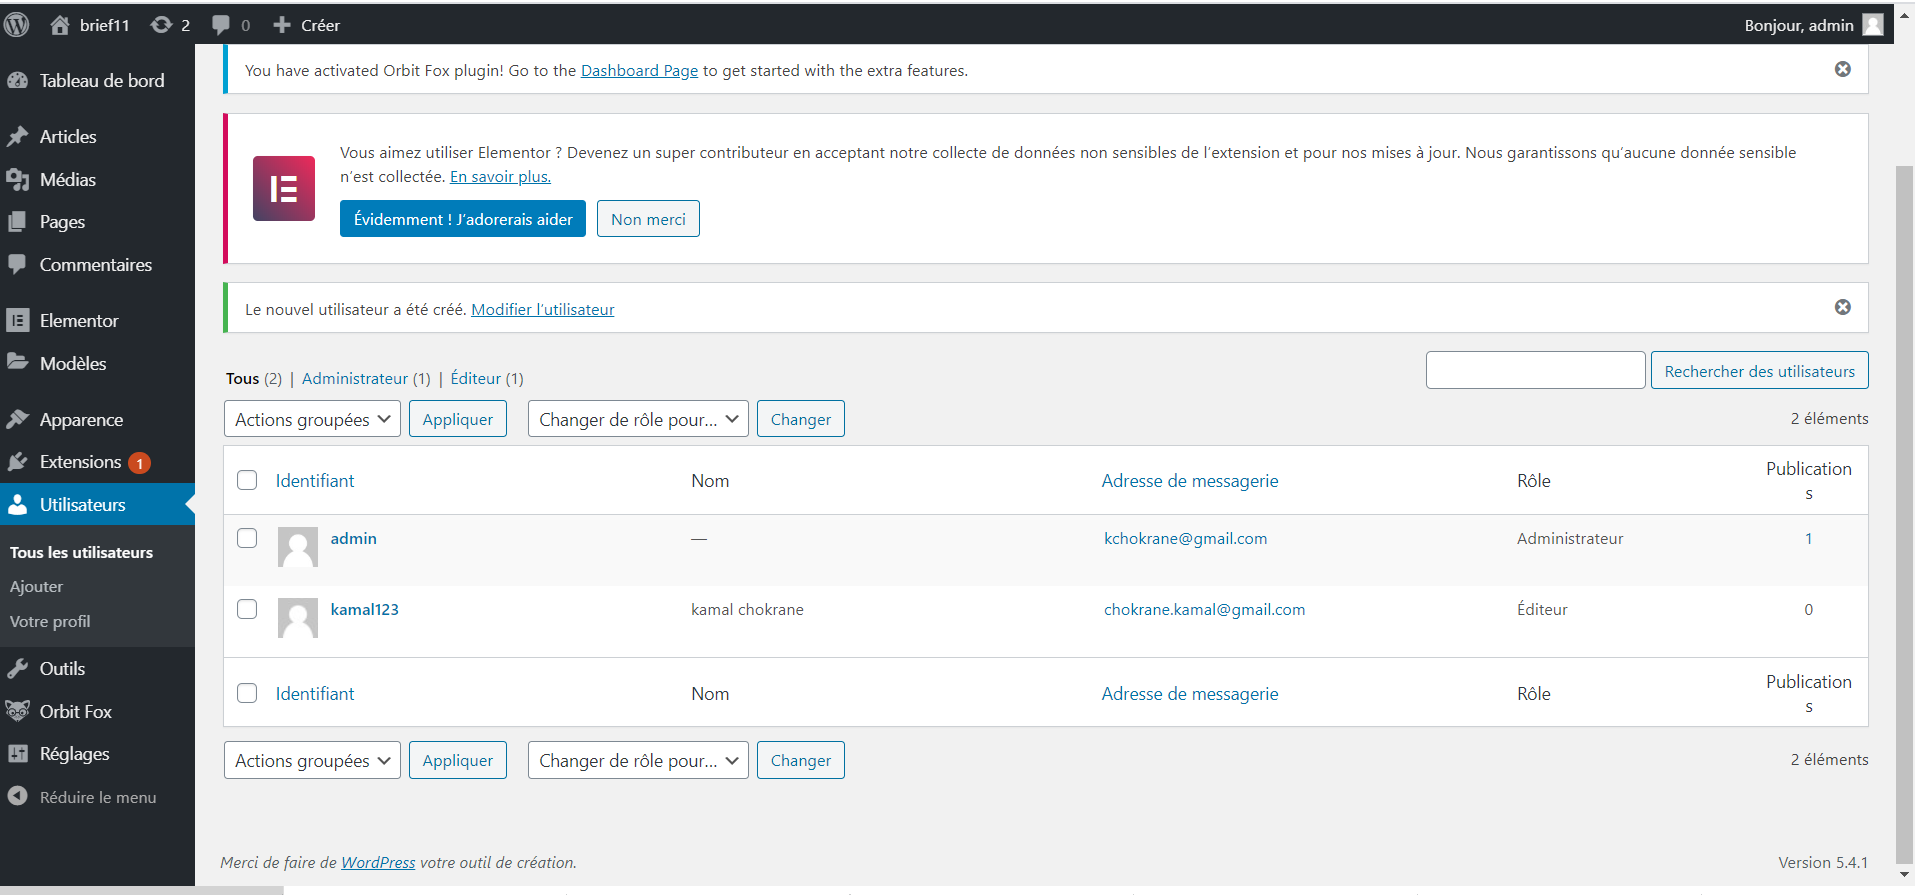 brief11 2 0 Créer Bonjour, admin
Tableau de bord
Articles
Médias
Pages
Commentaires
Elementor
Modèles
Apparence
Extensions 1
Utilisateurs
Tous les utilisateurs
Ajouter
Votre profil
Outils
Orbit Fox
Réglages
Réduire le menu
You have activated Orbit Fox plugin! Go to the Dashboard Page to get started with the extra features.
Vous aimez utiliser Elementor ? Devenez un super contributeur en acceptant notre collecte de données non sensibles de l’extension et pour nos mises à jour. Nous garantissons qu’aucune donnée sensible
n’est collectée. En savoir plus.
Évidemment ! J’adorerais aider Non merci
Le nouvel utilisateur a été créé. Modifier l’utilisateur
Tous (2) | Administrateur (1) | Éditeur (1) Rechercher des utilisateurs
Actions groupées Appliquer Changer de rôle pour... Changer 2 éléments
Identifiant Nom Adresse de messagerie Rôle Publication
s
admin — kchokrane@gmail.com Administrateur 1
kamal123 kamal chokrane chokrane.kamal@gmail.com Éditeur 0
Identifiant Nom Adresse de messagerie Rôle Publication
s
Actions groupées Appliquer Changer de rôle pour... Changer 2 éléments
Merci de faire de WordPress votre outil de création. Version 5.4.1